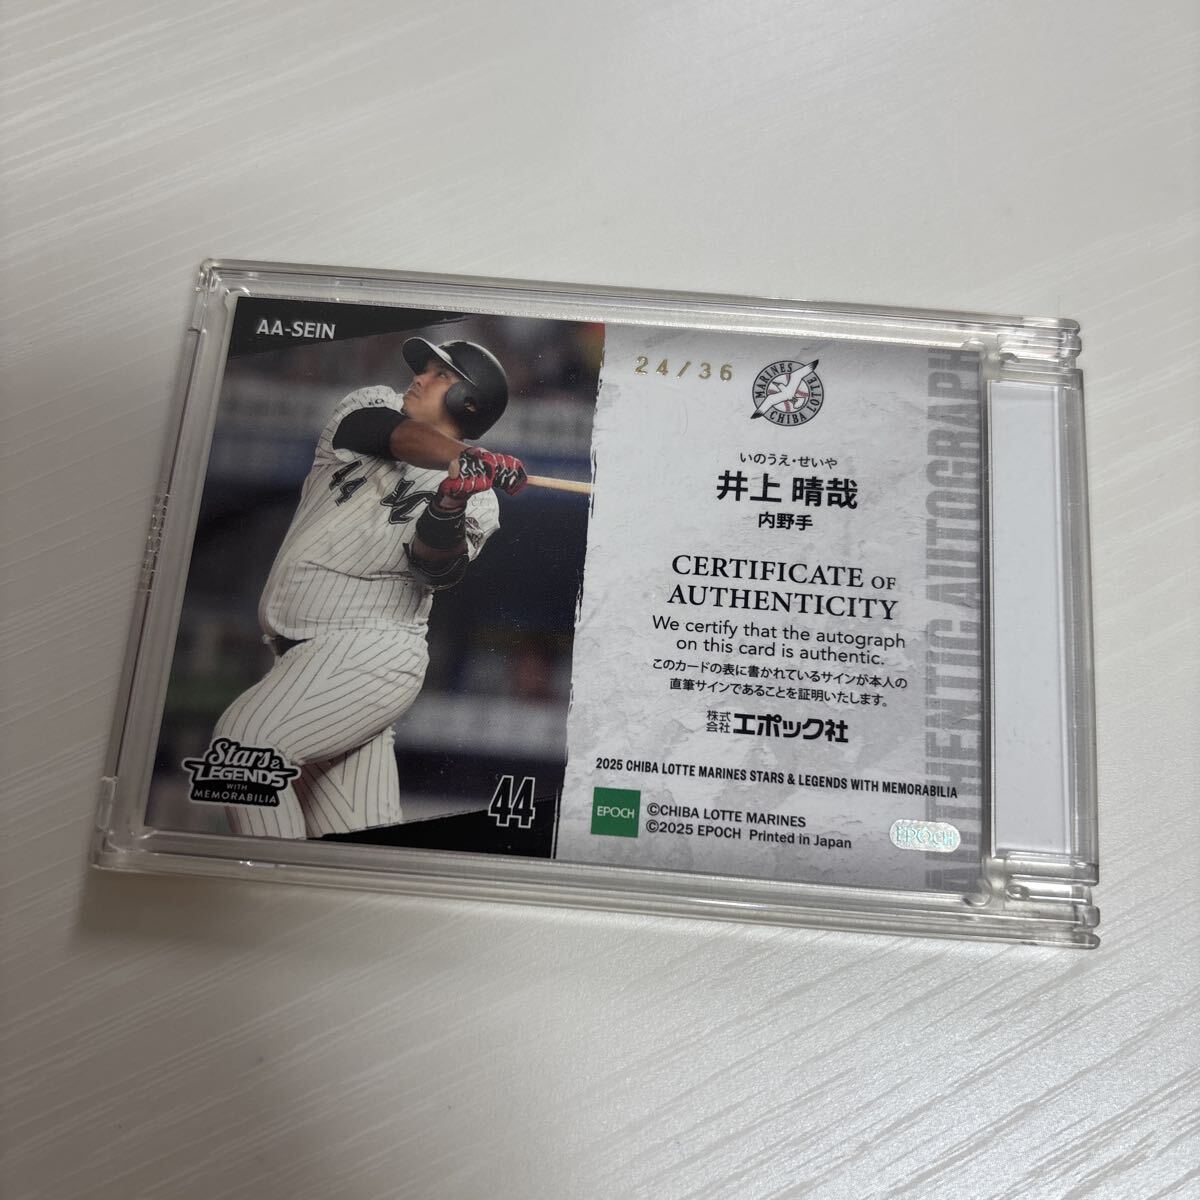 AA-SEIN
44
Stars &
LEGENDS
WITH
MEMORABILIA
44
24/36
MARINES
CHIBA LOTTE
いのうえ・せいや
井上 晴哉
内野手
CERTIFICATE OF
AUTHENTICITY
We certify that the autograph
on this card is authentic.
このカードの表に書かれているサインが本人の
直筆サインであることを証明いたします。
株式会社エポック社
2025 CHIBA LOTTE MARINES STARS & LEGENDS WITH MEMORABILIA
EPOCH
©CHIBA LOTTE MARINES
©2025 EPOCH Printed in Japan
EPOCH
AUTHENTIC AUTOGRAPH